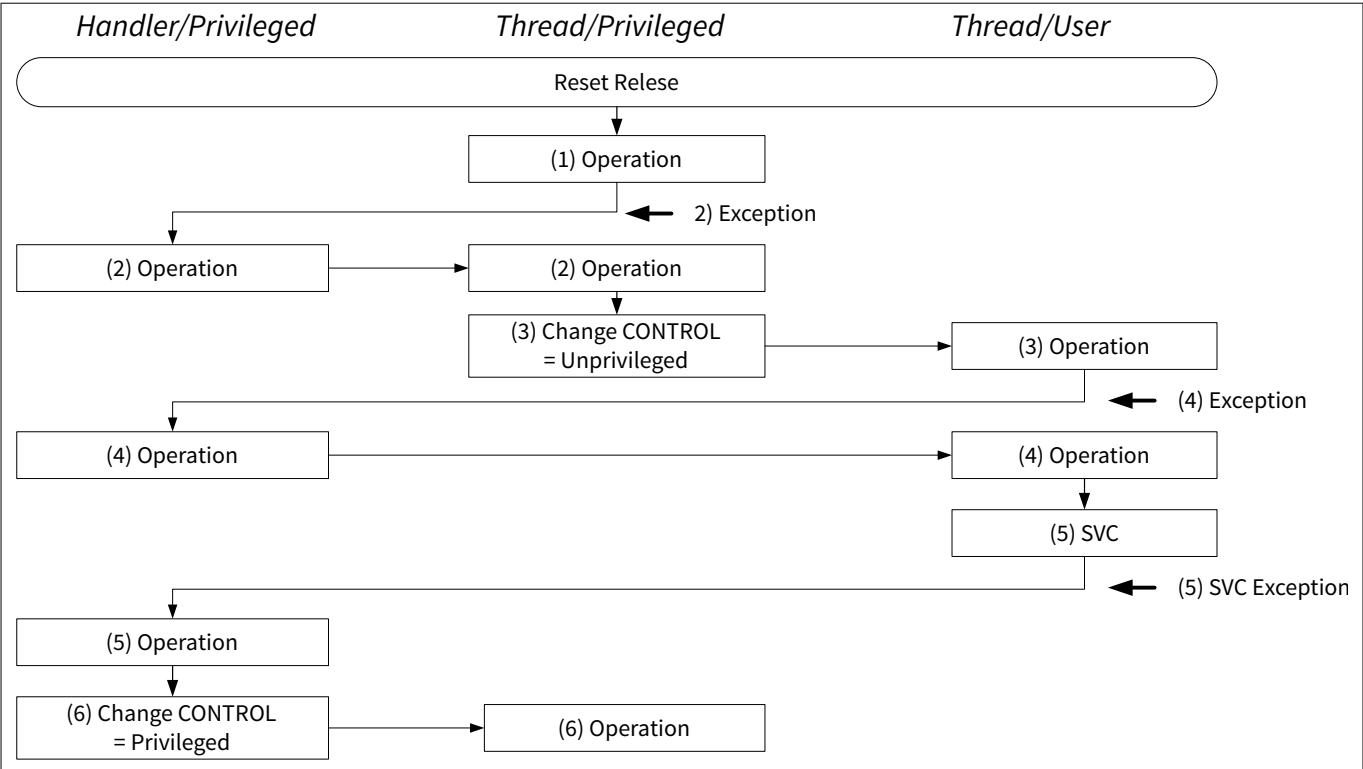 Handler/Privileged
Thread/Privileged
Thread/User
Reset Relese
(1) Operation
2) Exception
(2) Operation
(2) Operation
(3) Change CONTROL
= Unprivileged
(3) Operation
(4) Exception
(4) Operation
(4) Operation
(5) SVC
(5) SVC Exception
(5) Operation
(6) Change CONTROL
= Privileged
(6) Operation